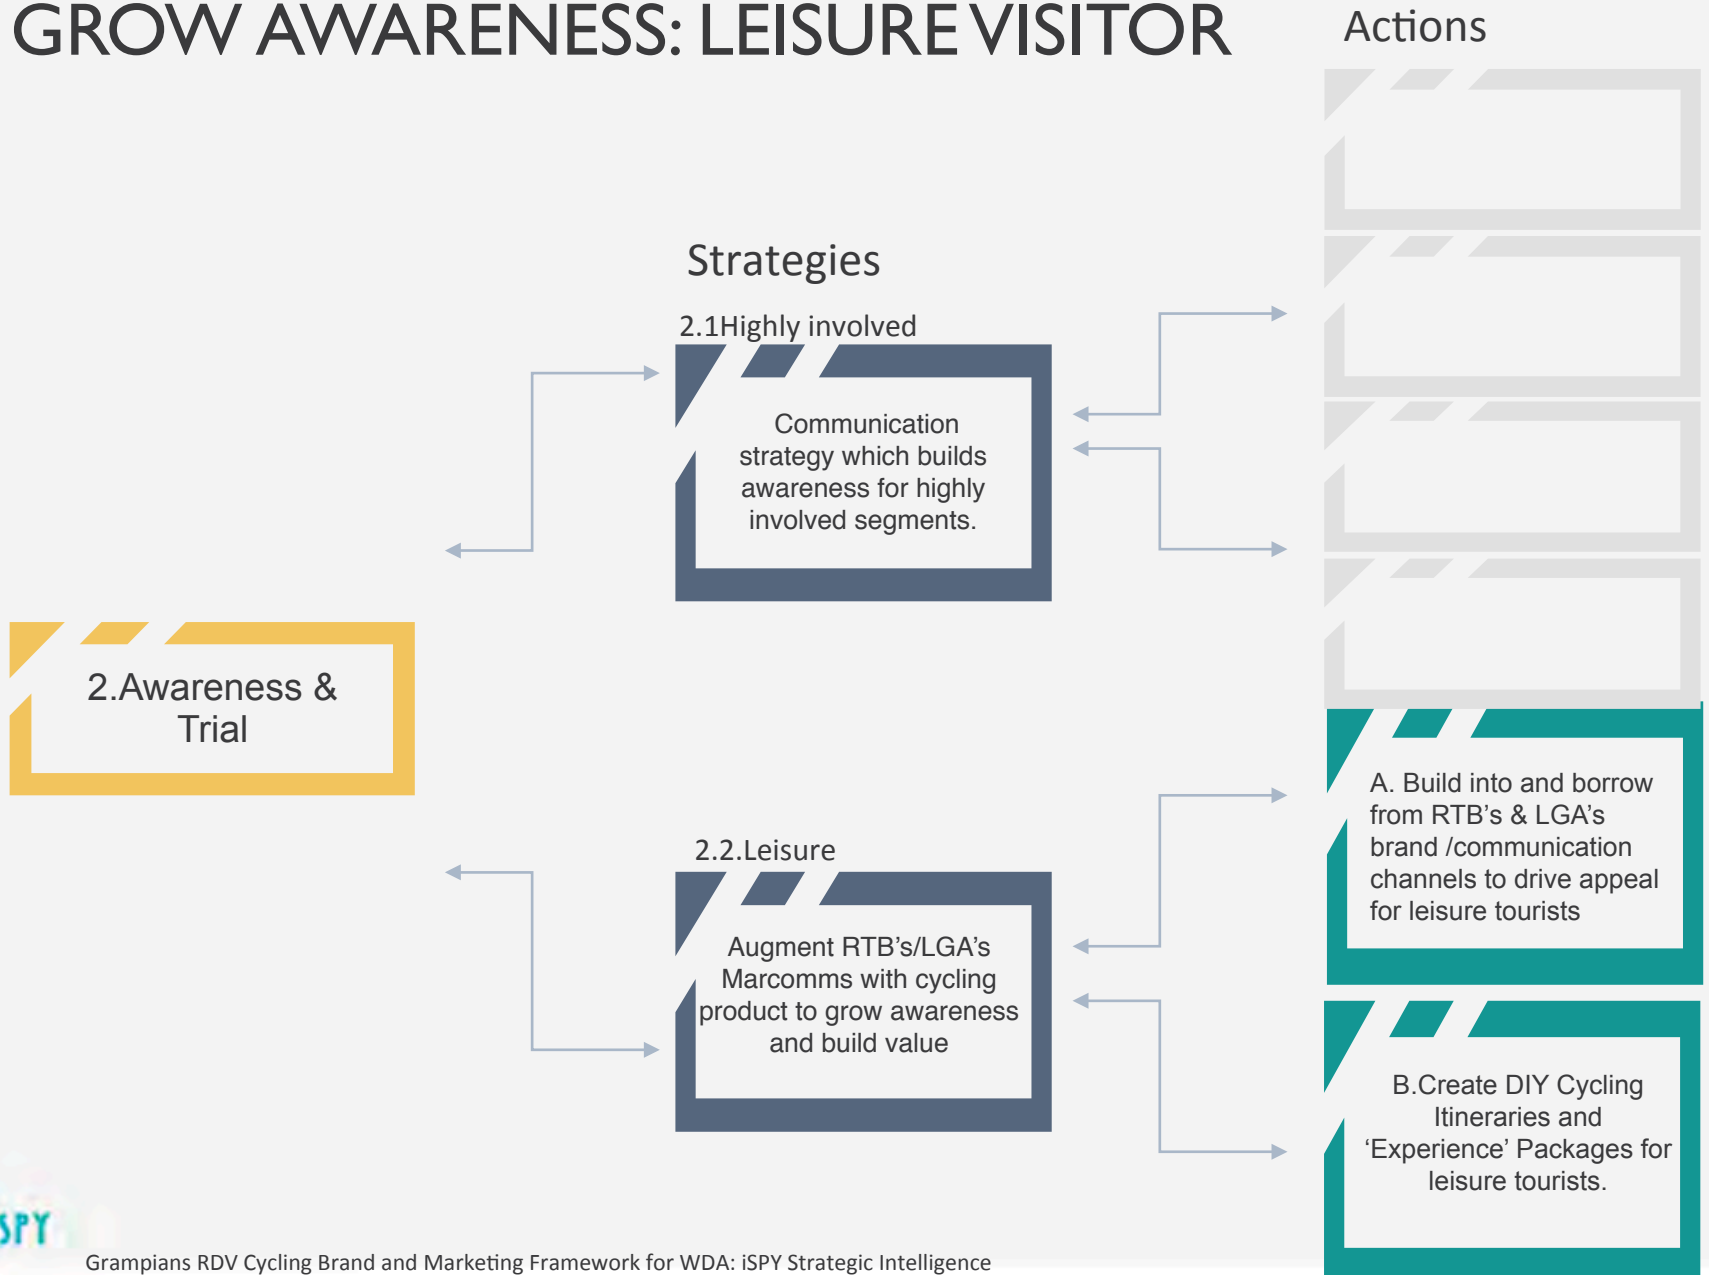 GROW AWARENESS: LEISURE VISITOR
Actions
Strategies
2.1Highly involved
Communication
strategy which builds
awareness for highly
involved segments.
2.Awareness &
Trial
2.2.Leisure
Augment RTB’s/LGA’s
Marcomms with cycling
product to grow awareness
and build value
A. Build into and borrow
from RTB’s & LGA’s
brand /communication
channels to drive appeal
for leisure tourists
B.Create DIY Cycling
Itineraries and
‘Experience’ Packages for
leisure tourists.
SPY
Grampians RDV Cycling Brand and Marketing Framework for WDA: iSPY Strategic Intelligence